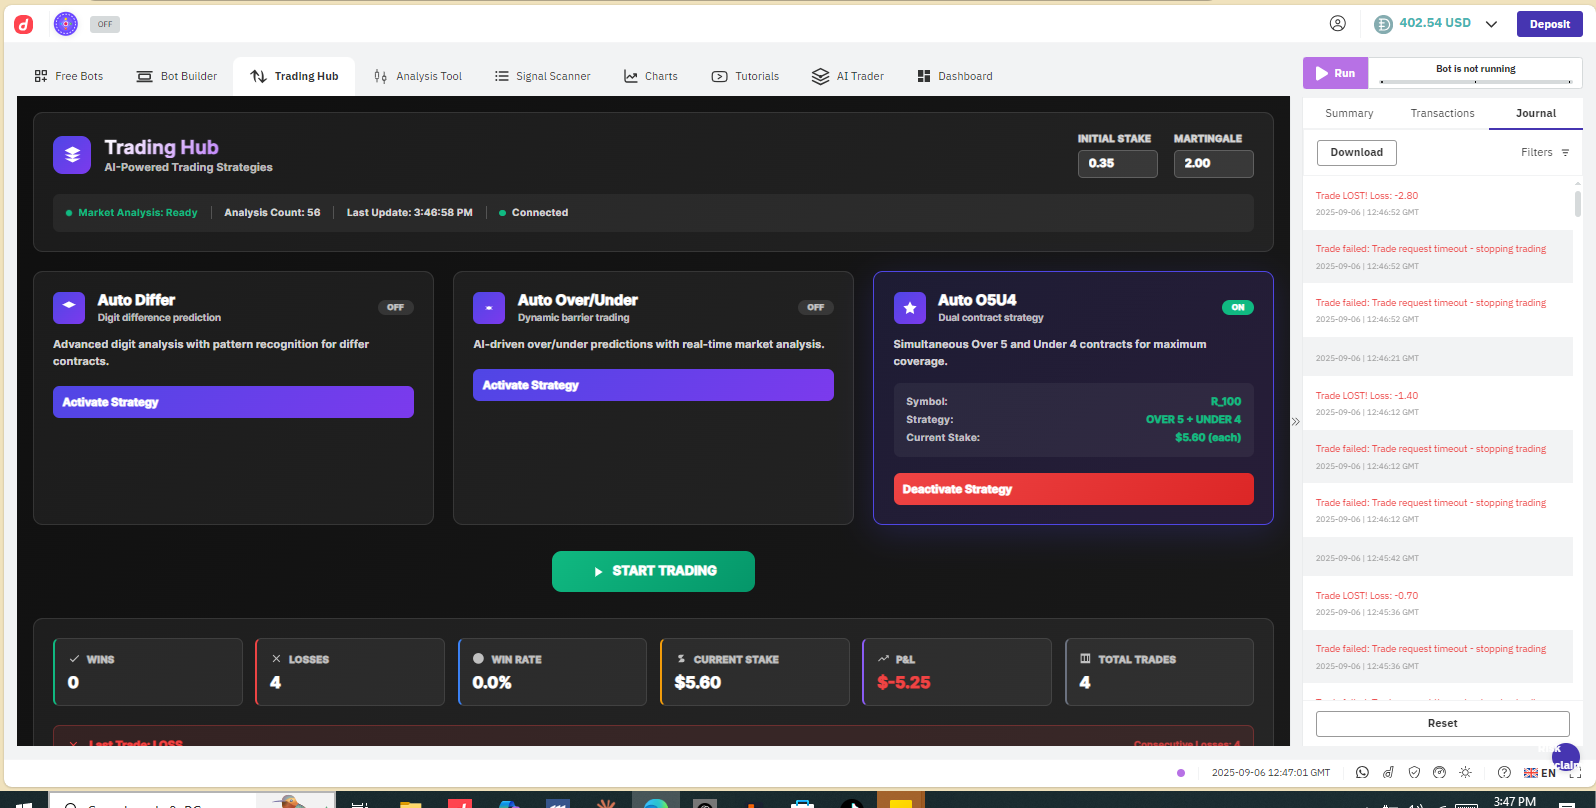 OFF
402.54 USD
Deposit
Free Bots
Bot Builder
Trading Hub
Analysis Tool
Signal Scanner
Charts
Tutorials
AI Trader
Dashboard
Run
Bot is not running
Trading Hub
AI-Powered Trading Strategies
INITIAL STAKE
MARTINGALE
0.35
2.00
Market Analysis: Ready
Analysis Count: 56
Last Update: 3:46:58 PM
Connected
Auto Differ
Digit difference prediction
OFF
Advanced digit analysis with pattern recognition for differ
contracts.
Activate Strategy
Auto Over/Under
Dynamic barrier trading
OFF
AI-driven over/under predictions with real-time market analysis.
Activate Strategy
Auto O5U4
Dual contract strategy
ON
Simultaneous Over 5 and Under 4 contracts for maximum
coverage.
Symbol: R_100
Strategy: OVER 5 + UNDER 4
Current Stake: $5.60 (each)
Deactivate Strategy
START TRADING
WINS
0
LOSSES
4
WIN RATE
0.0%
CURRENT STAKE
$5.60
P&L
$-5.25
TOTAL TRADES
4
Last Trade: LOSS
Consecutive Losses: 4
Summary
Transactions
Journal
Download
Filters
Trade LOST! Loss: -2.80
2025-09-06 | 12:46:52 GMT
Trade failed: Trade request timeout - stopping trading
2025-09-06 | 12:46:52 GMT
Trade failed: Trade request timeout - stopping trading
2025-09-06 | 12:46:52 GMT
2025-09-06 | 12:46:21 GMT
Trade LOST! Loss: -1.40
2025-09-06 | 12:46:12 GMT
Trade failed: Trade request timeout - stopping trading
2025-09-06 | 12:46:12 GMT
Trade failed: Trade request timeout - stopping trading
2025-09-06 | 12:46:12 GMT
2025-09-06 | 12:45:42 GMT
Trade LOST! Loss: -0.70
2025-09-06 | 12:45:36 GMT
Trade failed: Trade request timeout - stopping trading
2025-09-06 | 12:45:36 GMT
Reset
2025-09-06 12:47:01 GMT
EN
3:47 PM